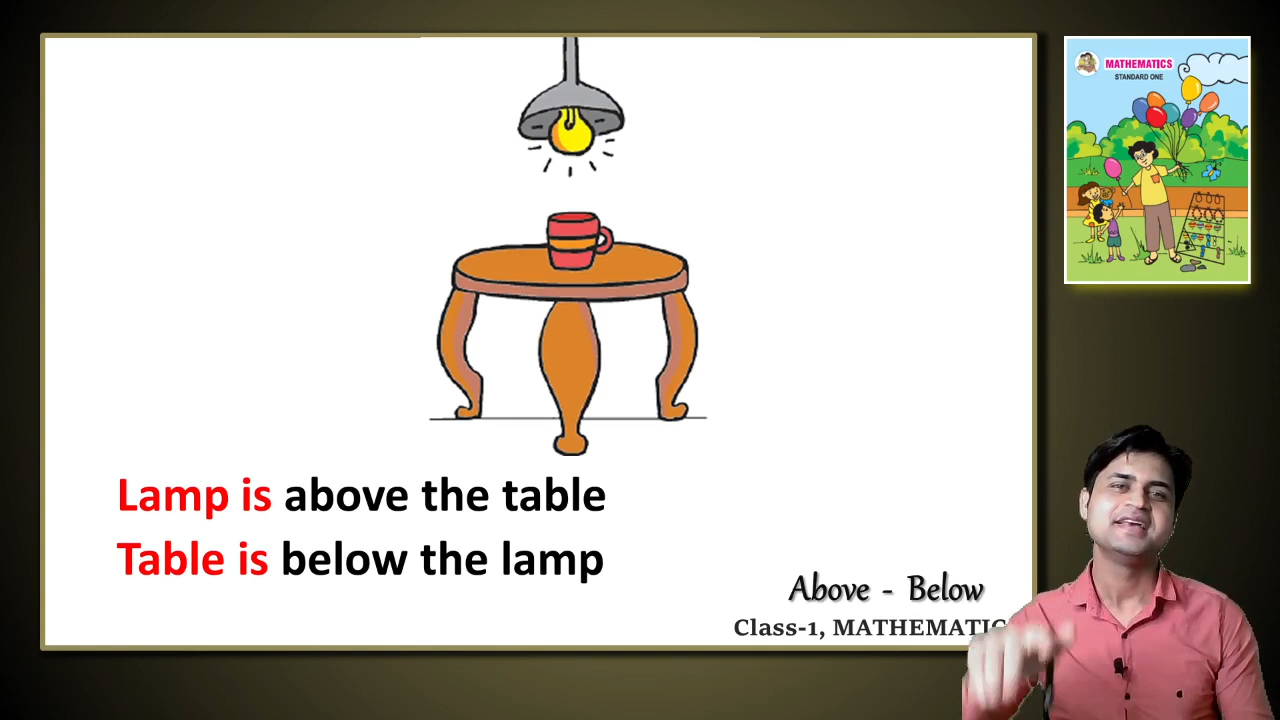 MATHEMATICS
STANDARD ONE
Lamp is above the table
Table is below the lamp
Above - Below
Class-1, MATHEMATIC